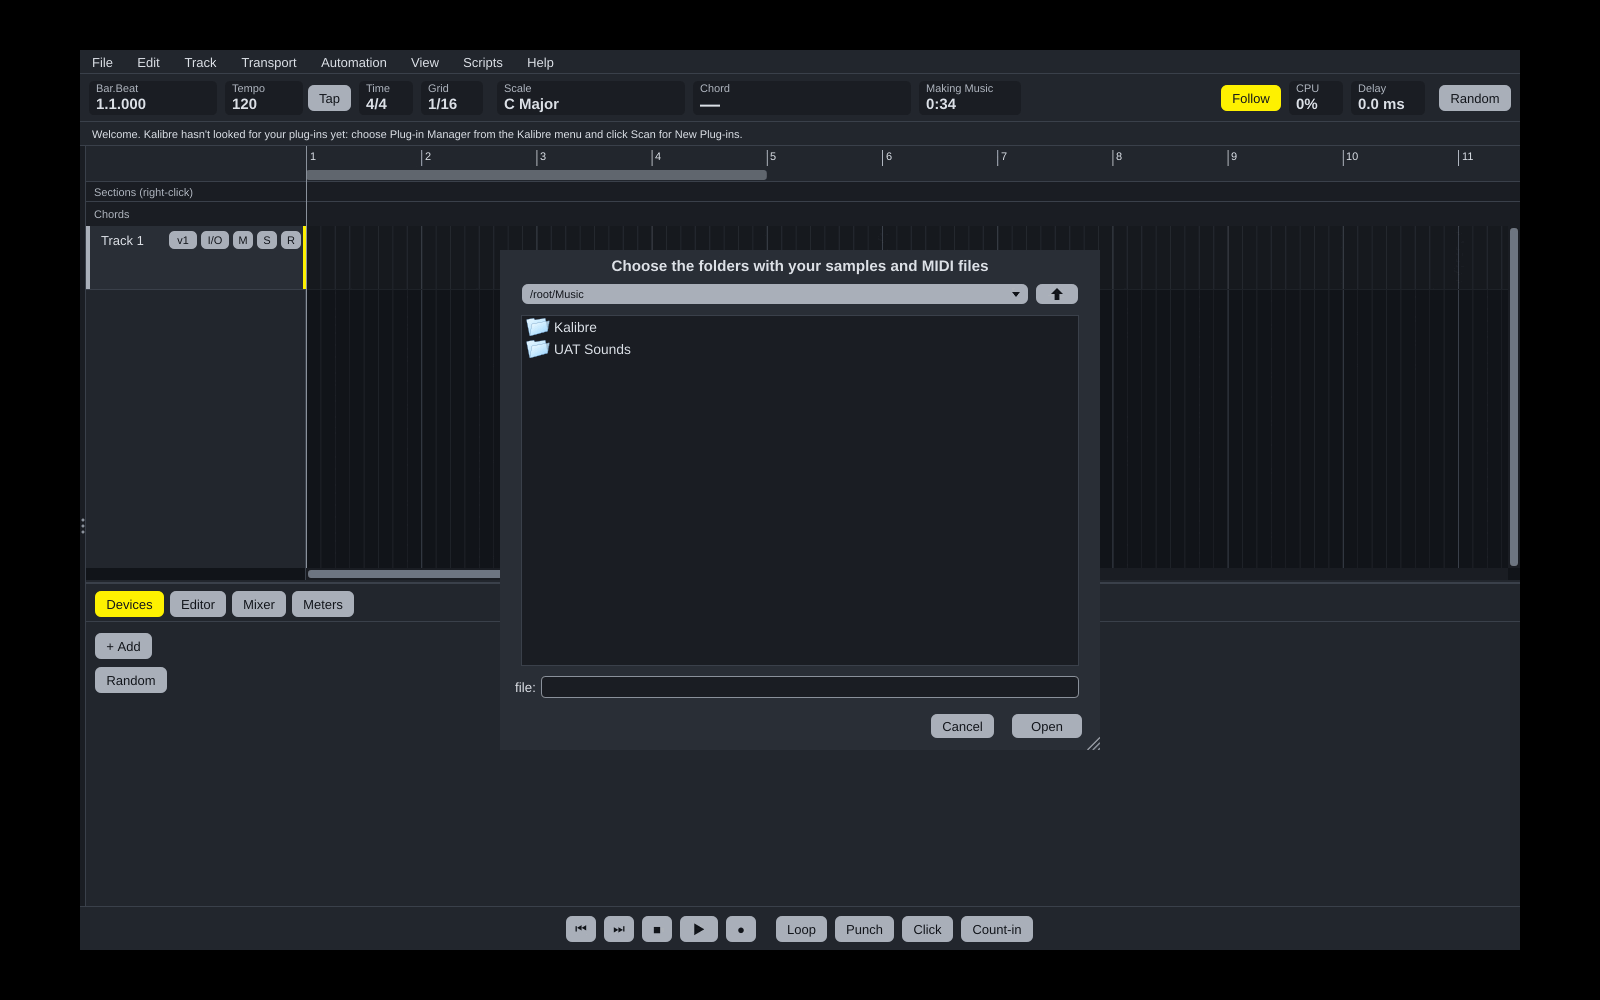 File Edit Track Transport Automation View Scripts Help
Bar.Beat Tempo Time Grid Scale Chord Making Music CPU Delay
1.1.000 120 Tap 4/4 1/16 C Major — 0:34 Follow 0% 0.0 ms Random
Welcome. Kalibre hasn't looked for your plug-ins yet: choose Plug-in Manager from the Kalibre menu and click Scan for New Plug-ins.
1 2 3 4 5 6 7 8 9 10 11
Sections (right-click)
Chords
Track 1 v1 I/O M S R
Choose the folders with your samples and MIDI files
/root/Music
Kalibre
UAT Sounds
file:
Cancel Open
Devices Editor Mixer Meters
+ Add
Random
Loop Punch Click Count-in